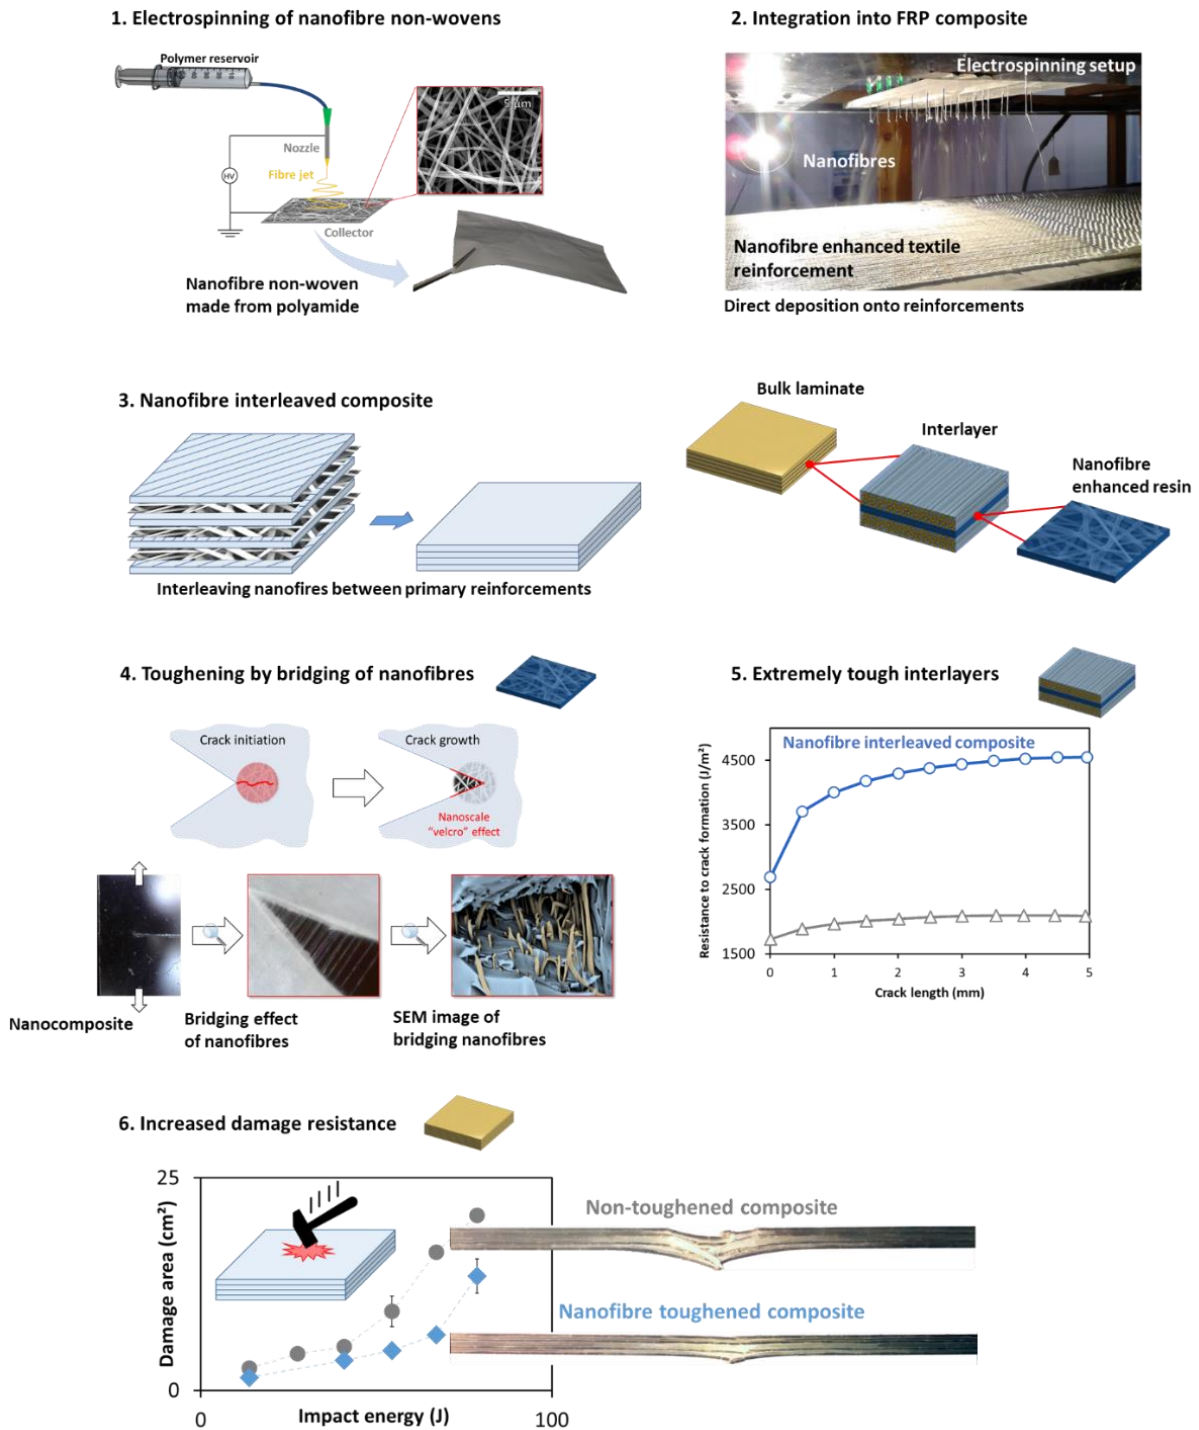 1. Electrospinning of nanofibre non-wovens
Polymer reservoir
50 40 30 20 10
5 µm
Nozzle
HV
Fibre jet
Collector
Nanofibre non-woven
made from polyamide
2. Integration into FRP composite
Electrospinning setup
Nanofibres
Nanofibre enhanced textile
reinforcement
Direct deposition onto reinforcements
3. Nanofibre interleaved composite
Interleaving nanofires between primary reinforcements
Bulk laminate
Interlayer
Nanofibre
enhanced resin
4. Toughening by bridging of nanofibres
Crack initiation
Crack growth
Nanoscale
"velcro" effect
Nanocomposite
Bridging effect
of nanofibres
SEM image of
bridging nanofibres
5. Extremely tough interlayers
Nanofibre interleaved composite
Resistance to crack formation (J/m²)
4500
3500
2500
1500
0 1 2 3 4 5
Crack length (mm)
6. Increased damage resistance
25
Damage area (cm²)
0
0 Impact energy (J) 100
Non-toughened composite
Nanofibre toughened composite